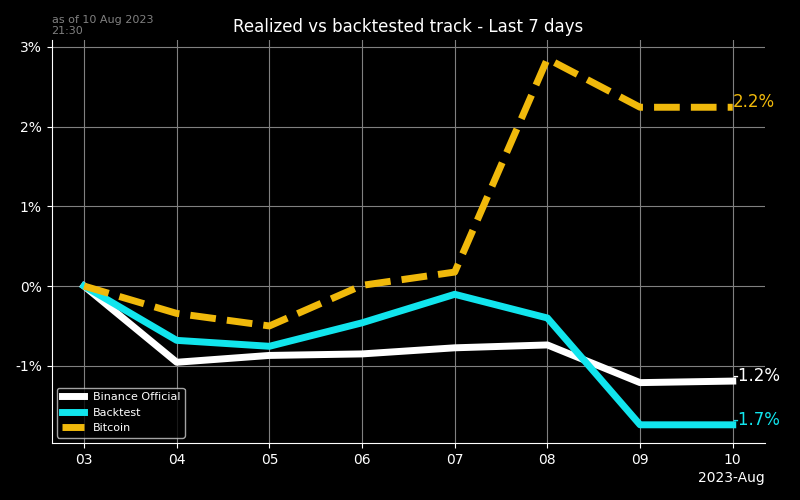 as of 10 Aug 2023
21:30
Realized vs backtested track - Last 7 days
3%
2%
1%
0%
-1%
2.2%
-1.2%
-1.7%
Binance Official
Backtest
Bitcoin
03 04 05 06 07 08 09 10
2023-Aug